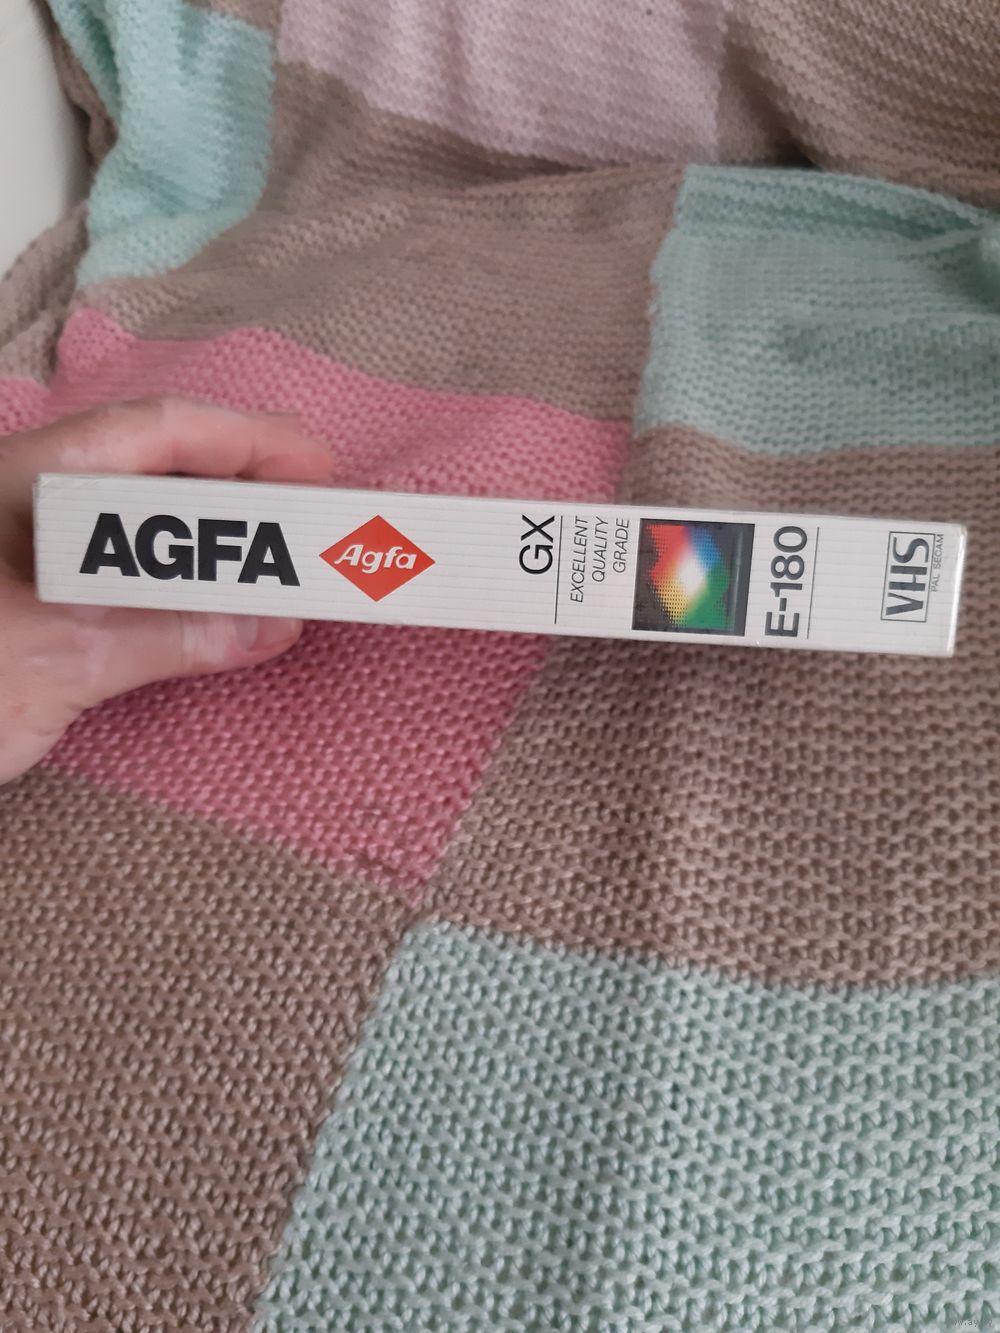 AGFA
Agfa
GX
EXCELLENT
QUALITY
GRADE
E-180
VHS
PAL SECAM